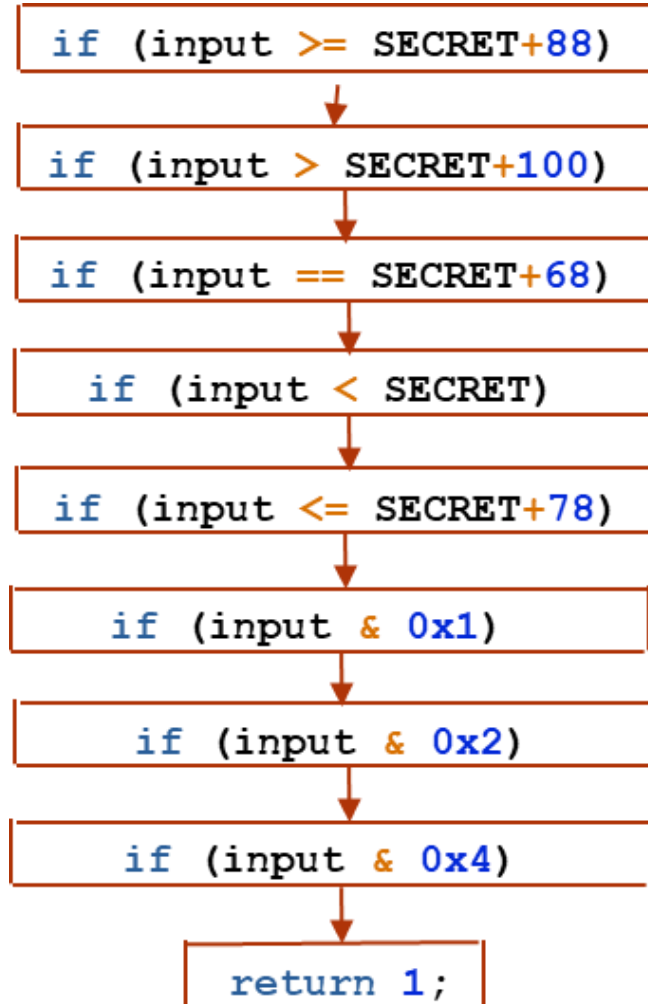 if (input >= SECRET+88)
if (input > SECRET+100)
if (input == SECRET+68)
if (input < SECRET)
if (input <= SECRET+78)
if (input & 0x1)
if (input & 0x2)
if (input & 0x4)
return 1;